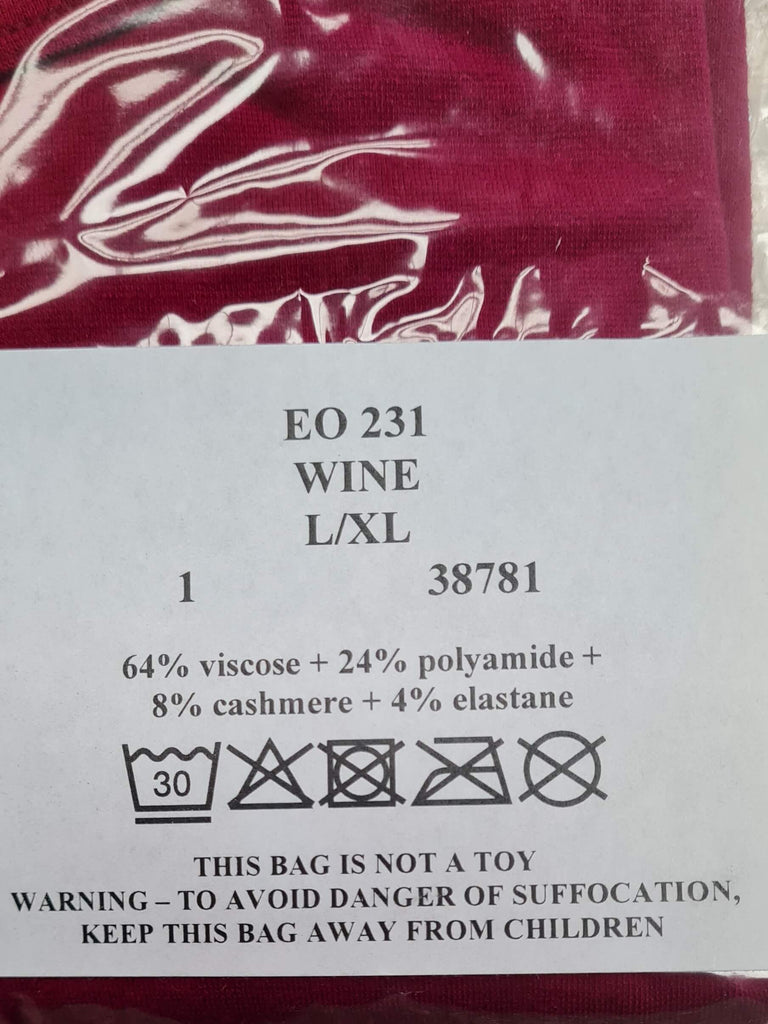 EO 231
WINE
L/XL
1 38781
64% viscose + 24% polyamide +
8% cashmere + 4% elastane
30
THIS BAG IS NOT A TOY
WARNING – TO AVOID DANGER OF SUFFOCATION,
KEEP THIS BAG AWAY FROM CHILDREN